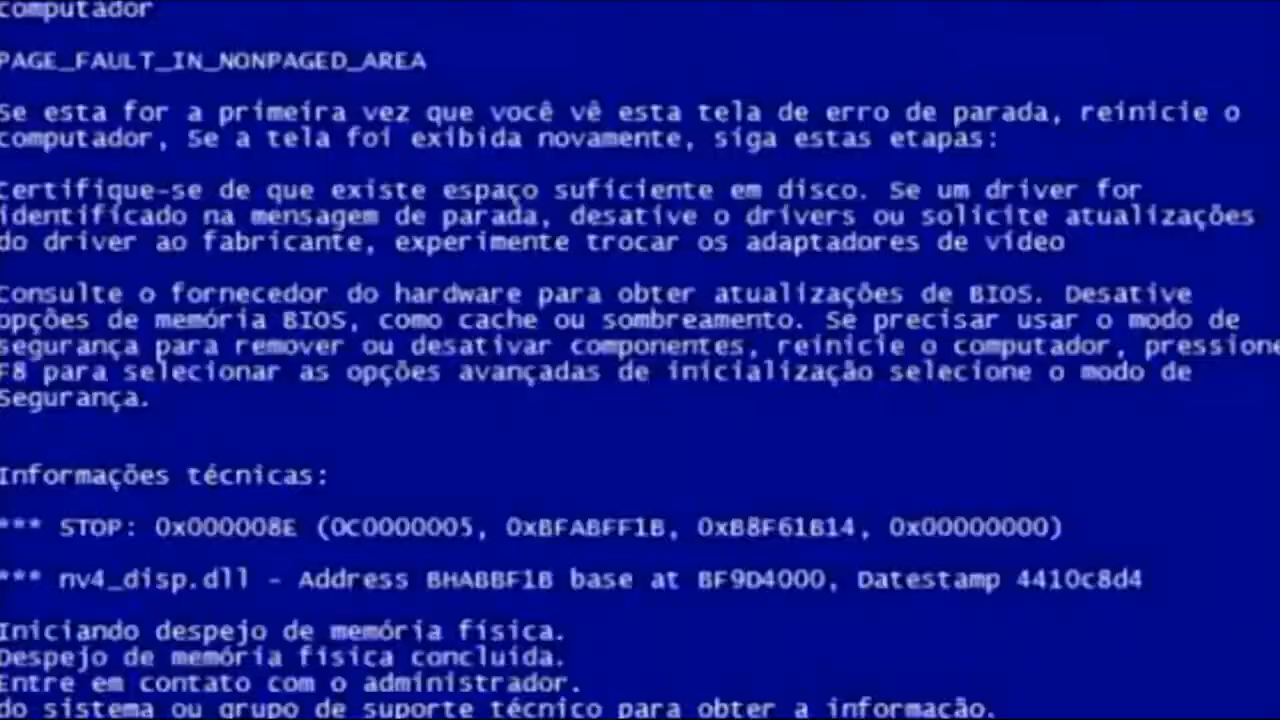 computador
PAGE_FAULT_IN_NONPAGED_AREA
Se esta for a primeira vez que você vê esta tela de erro de parada, reinicie o
computador, Se a tela foi exibida novamente, siga estas etapas:
Certifique-se de que existe espaço suficiente em disco. Se um driver for
identificado na mensagem de parada, desative o drivers ou solicite atualizações
do driver ao fabricante, experimente trocar os adaptadores de vídeo
Consulte o fornecedor do hardware para obter atualizações de BIOS. Desative
opções de memória BIOS, como cache ou sombreamento. Se precisar usar o modo de
segurança para remover ou desativar componentes, reinicie o computador, pressione
F8 para selecionar as opções avançadas de inicialização selecione o modo de
Segurança.
Informações técnicas:
*** STOP: 0x000008E (0C0000005, 0xBFABFF1B, 0xB8F61B14, 0x00000000)
*** nv4_disp.dll - Address BHABBF1B base at BF9D4000, Datestamp 4410c8d4
Iniciando despejo de memória física.
Despejo de memória física concluída.
Entre em contato com o administrador.
do sistema ou grupo de suporte técnico para obter a informação.